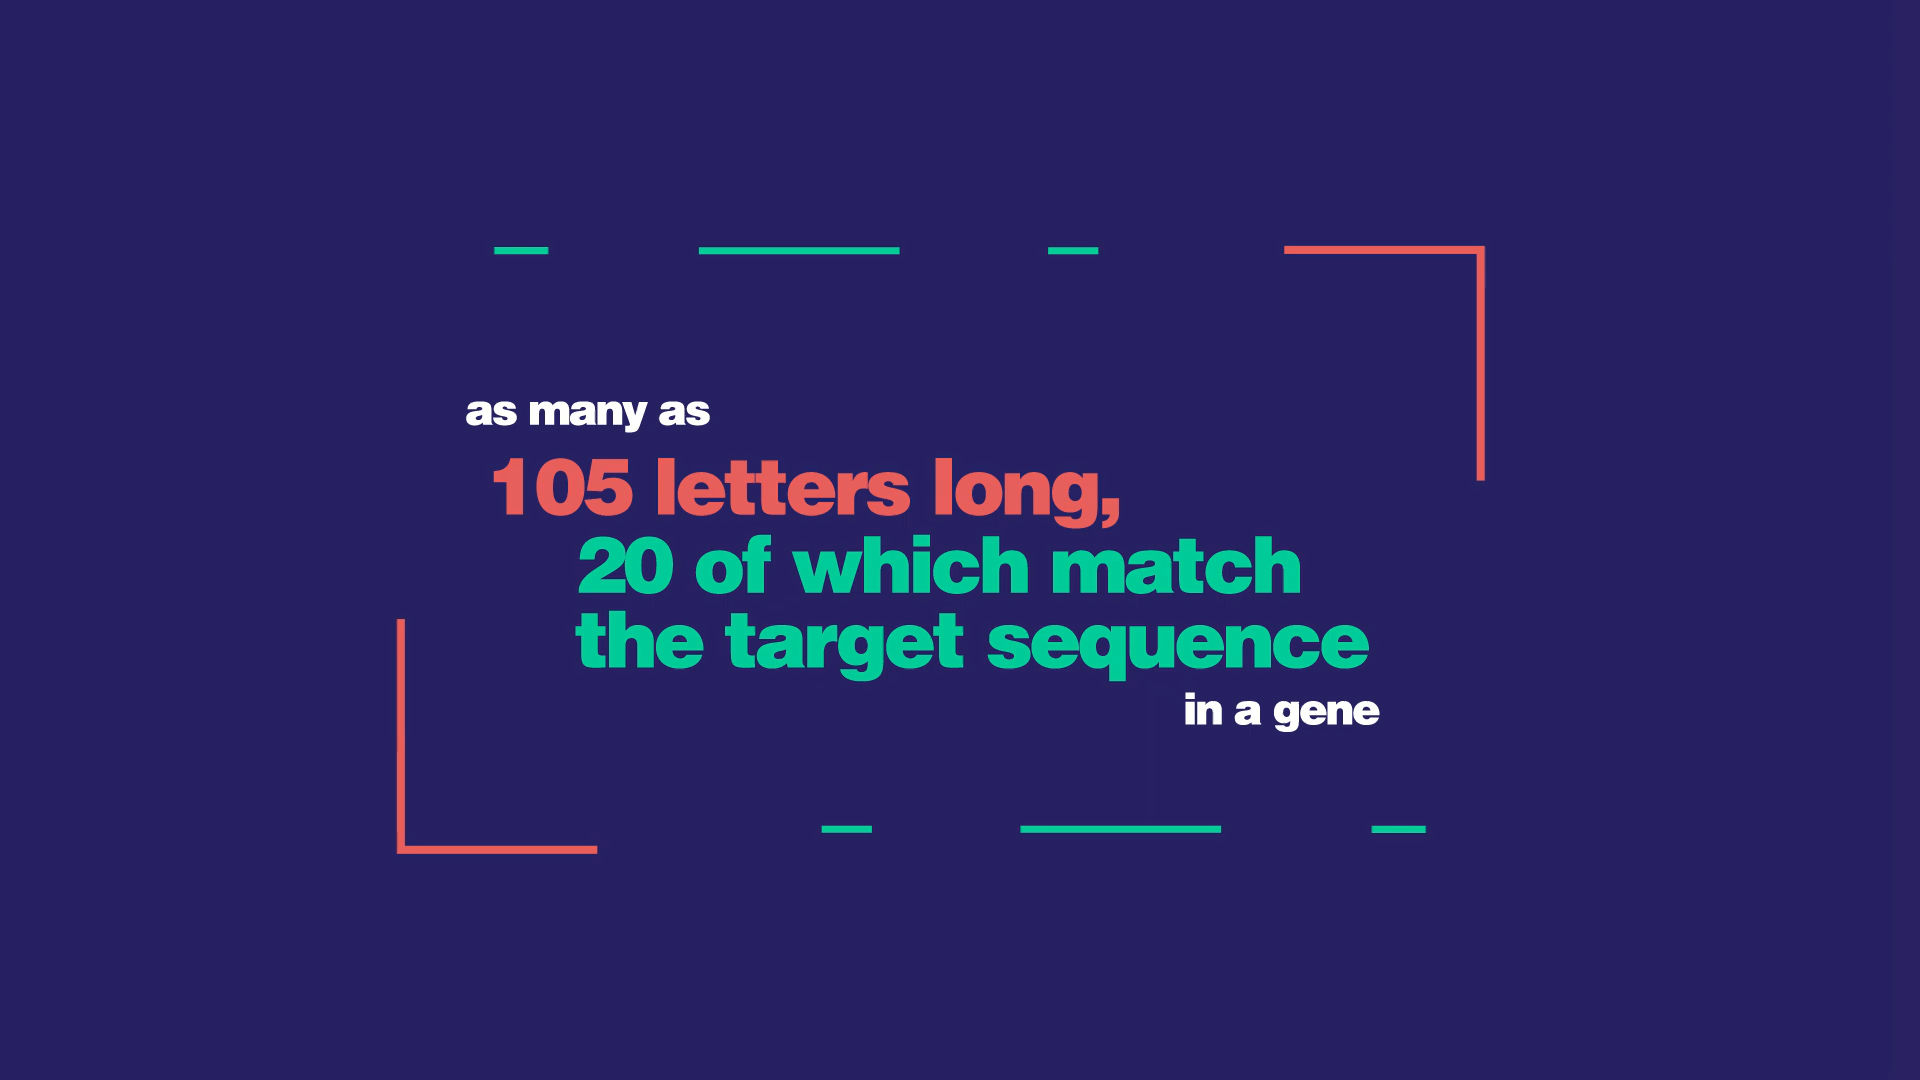 as many as
105 letters long,
20 of which match
the target sequence
in a gene